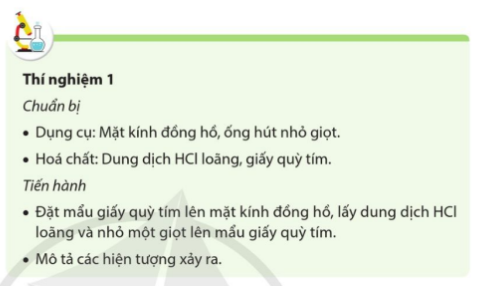 Thí nghiệm 1
Chuẩn bị
• Dụng cụ: Mặt kính đồng hồ, ống hút nhỏ giọt.
• Hoá chất: Dung dịch HCl loãng, giấy quỳ tím.
Tiến hành
• Đặt mẩu giấy quỳ tím lên mặt kính đồng hồ, lấy dung dịch HCl
loãng và nhỏ một giọt lên mẩu giấy quỳ tím.
• Mô tả các hiện tượng xảy ra.